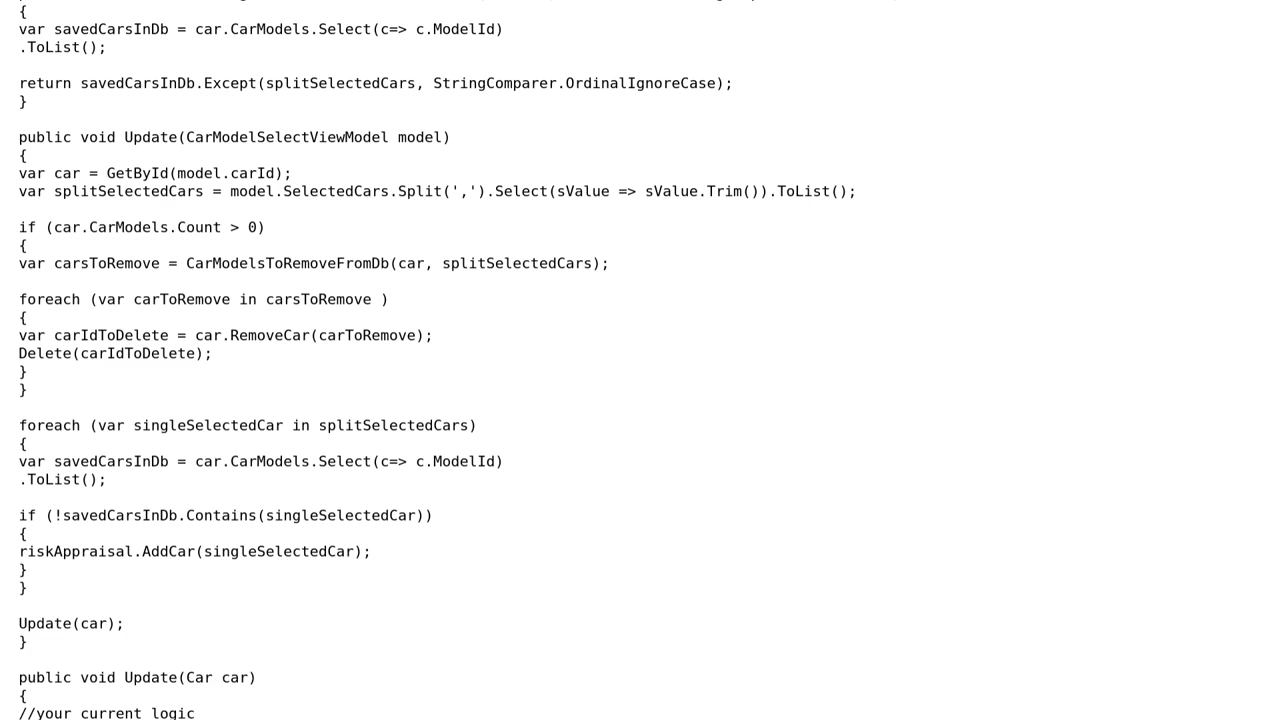 {
var savedCarsInDb = car.CarModels.Select(c=> c.ModelId)
.ToList();
return savedCarsInDb.Except(splitSelectedCars, StringComparer.OrdinalIgnoreCase);
}
public void Update(CarModelSelectViewModel model)
{
var car = GetById(model.carId);
var splitSelectedCars = model.SelectedCars.Split(',').Select(sValue => sValue.Trim()).ToList();
if (car.CarModels.Count > 0)
{
var carsToRemove = CarModelsToRemoveFromDb(car, splitSelectedCars);
foreach (var carToRemove in carsToRemove )
{
var carIdToDelete = car.RemoveCar(carToRemove);
Delete(carIdToDelete);
}
}
foreach (var singleSelectedCar in splitSelectedCars)
{
var savedCarsInDb = car.CarModels.Select(c=> c.ModelId)
.ToList();
if (!savedCarsInDb.Contains(singleSelectedCar))
{
riskAppraisal.AddCar(singleSelectedCar);
}
}
Update(car);
}
public void Update(Car car)
{
//your current logic